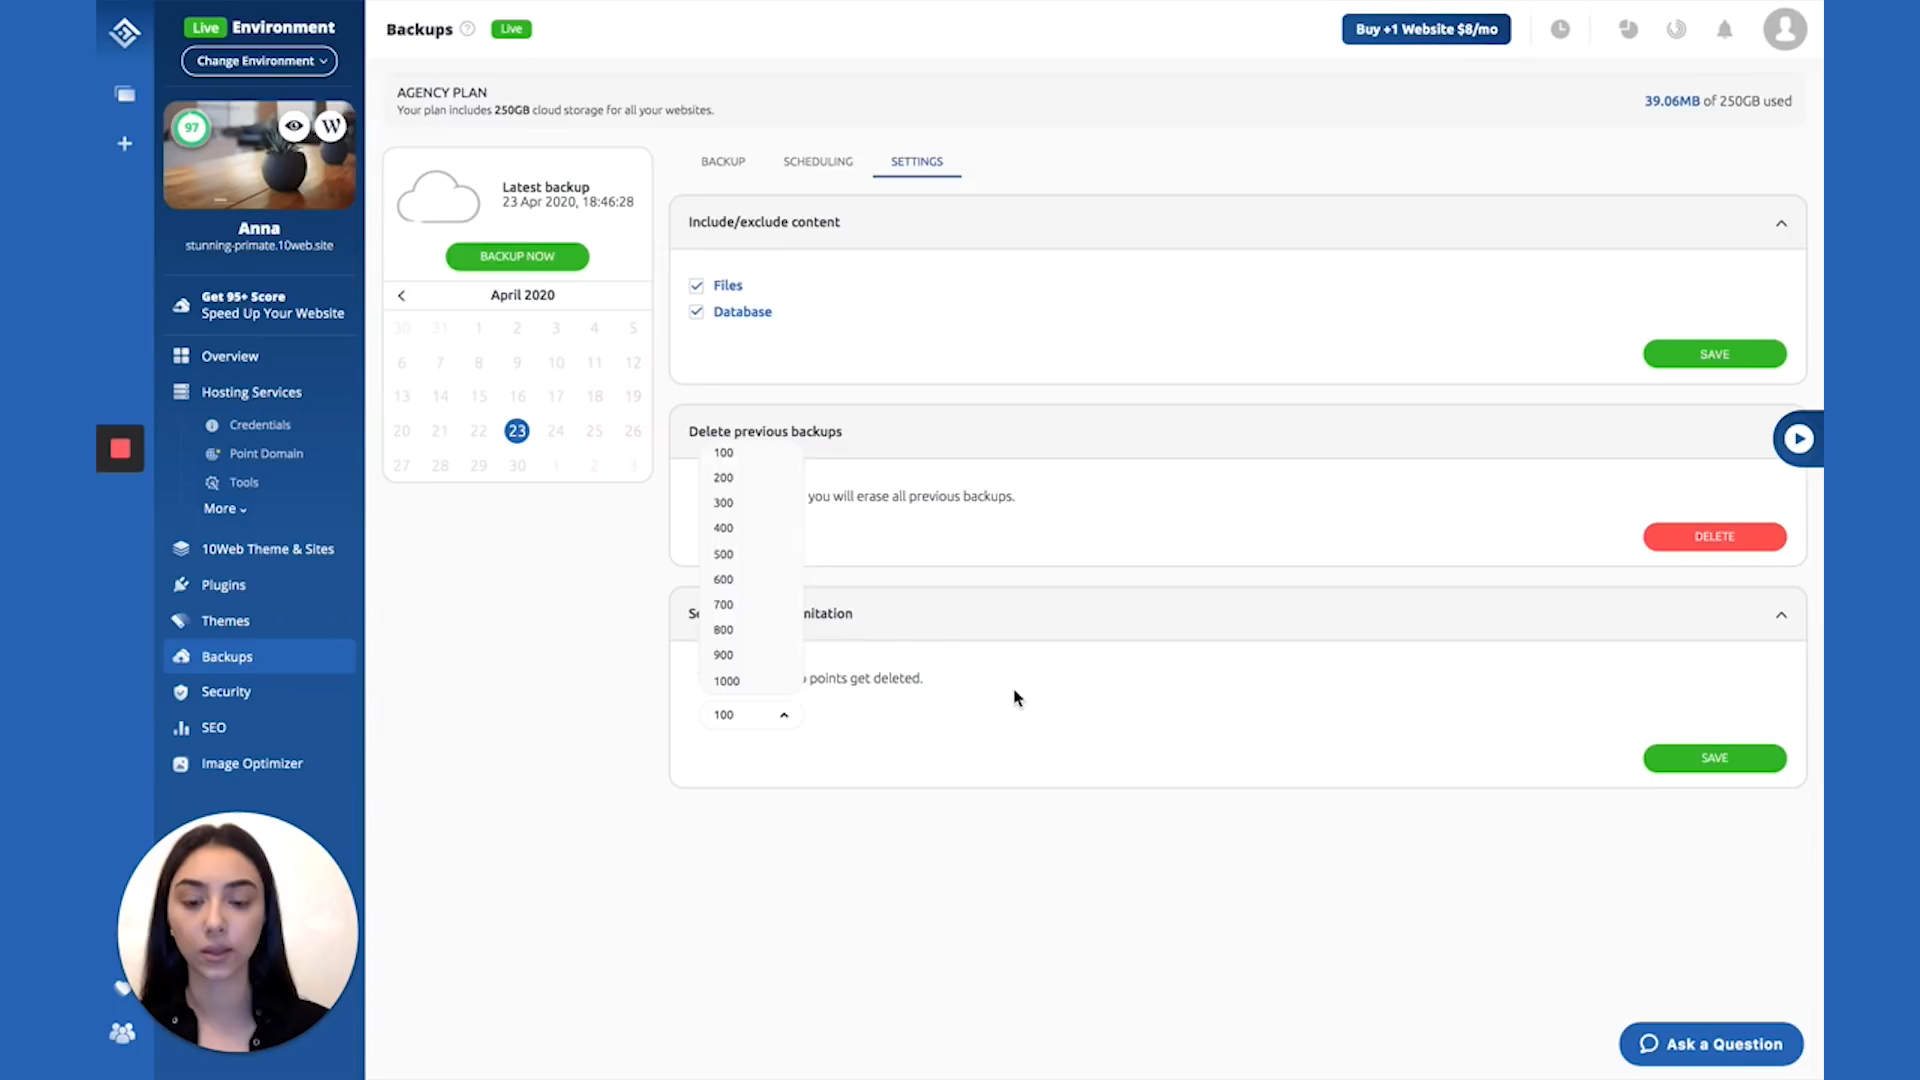 Live Environment
Change Environment
97
W
Anna
stunning-primate.10web.site
Get 95+ Score
Speed Up Your Website
Overview
Hosting Services
Credentials
Point Domain
Tools
More
10Web Theme & Sites
Plugins
Themes
Backups
Security
SEO
Image Optimizer
Backups ? Live
Buy +1 Website $8/mo
AGENCY PLAN
Your plan includes 250GB cloud storage for all your websites.
39.06MB of 250GB used
Latest backup
23 Apr 2020, 18:46:28
BACKUP NOW
April 2020
30 31 1 2 3 4 5
6 7 8 9 10 11 12
13 14 15 16 17 18 19
20 21 22 23 24 25 26
27 28 29 30 1 2 3
BACKUP SCHEDULING SETTINGS
Include/exclude content
Files
Database
SAVE
Delete previous backups
you will erase all previous backups.
DELETE
100
200
300
400
500
600
700
800
900
1000
points get deleted.
100
SAVE
Ask a Question